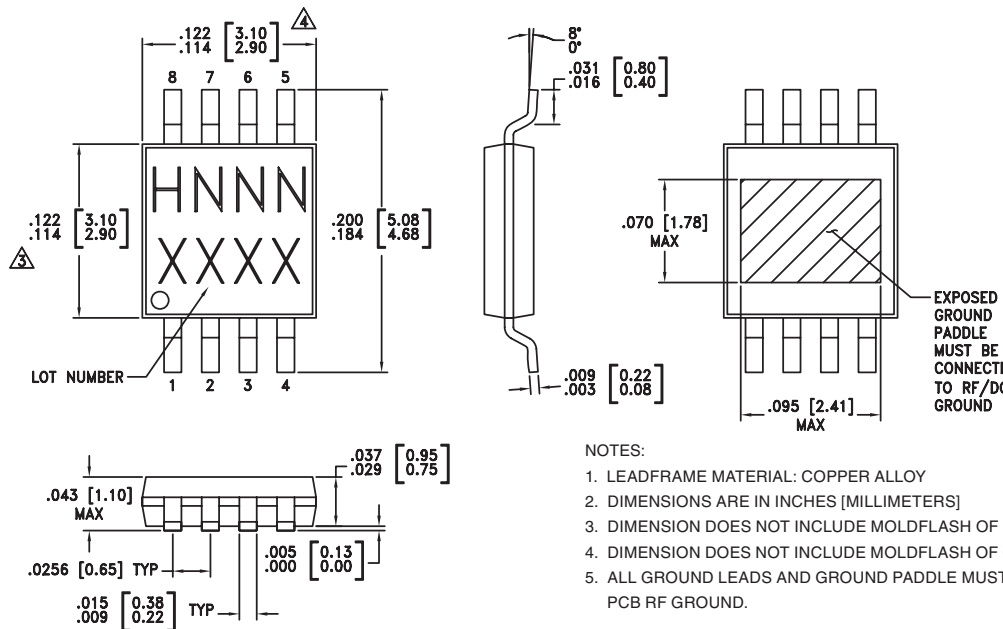 .122 [3.10]
.114 [2.90]
4
8 7 6 5
HNNN
XXXX
.122 [3.10]
.114 [2.90]
3
.200 [5.08]
.184 [4.68]
LOT NUMBER
1 2 3 4
8°
0°
.031 [0.80]
.016 [0.40]
.009 [0.22]
.003 [0.08]
.070 [1.78]
MAX
.095 [2.41]
MAX
EXPOSED
GROUND
PADDLE
MUST BE
TO
GROUND
.043 [1.10]
MAX
.037 [0.95]
.029 [0.75]
.005 [0.13]
.000 [0.00]
.0256 [0.65] TYP
.015 [0.38]
.009 [0.22]
TYP
NOTES:
1. LEADFRAME MATERIAL: COPPER ALLOY
2. DIMENSIONS ARE IN INCHES [MILLIMETERS]
3. DIMENSION DOES NOT INCLUDE MOLDFLASH OF
4. DIMENSION DOES NOT INCLUDE MOLDFLASH OF
5. ALL GROUND LEADS AND GROUND PADDLE MUST
PCB RF GROUND.